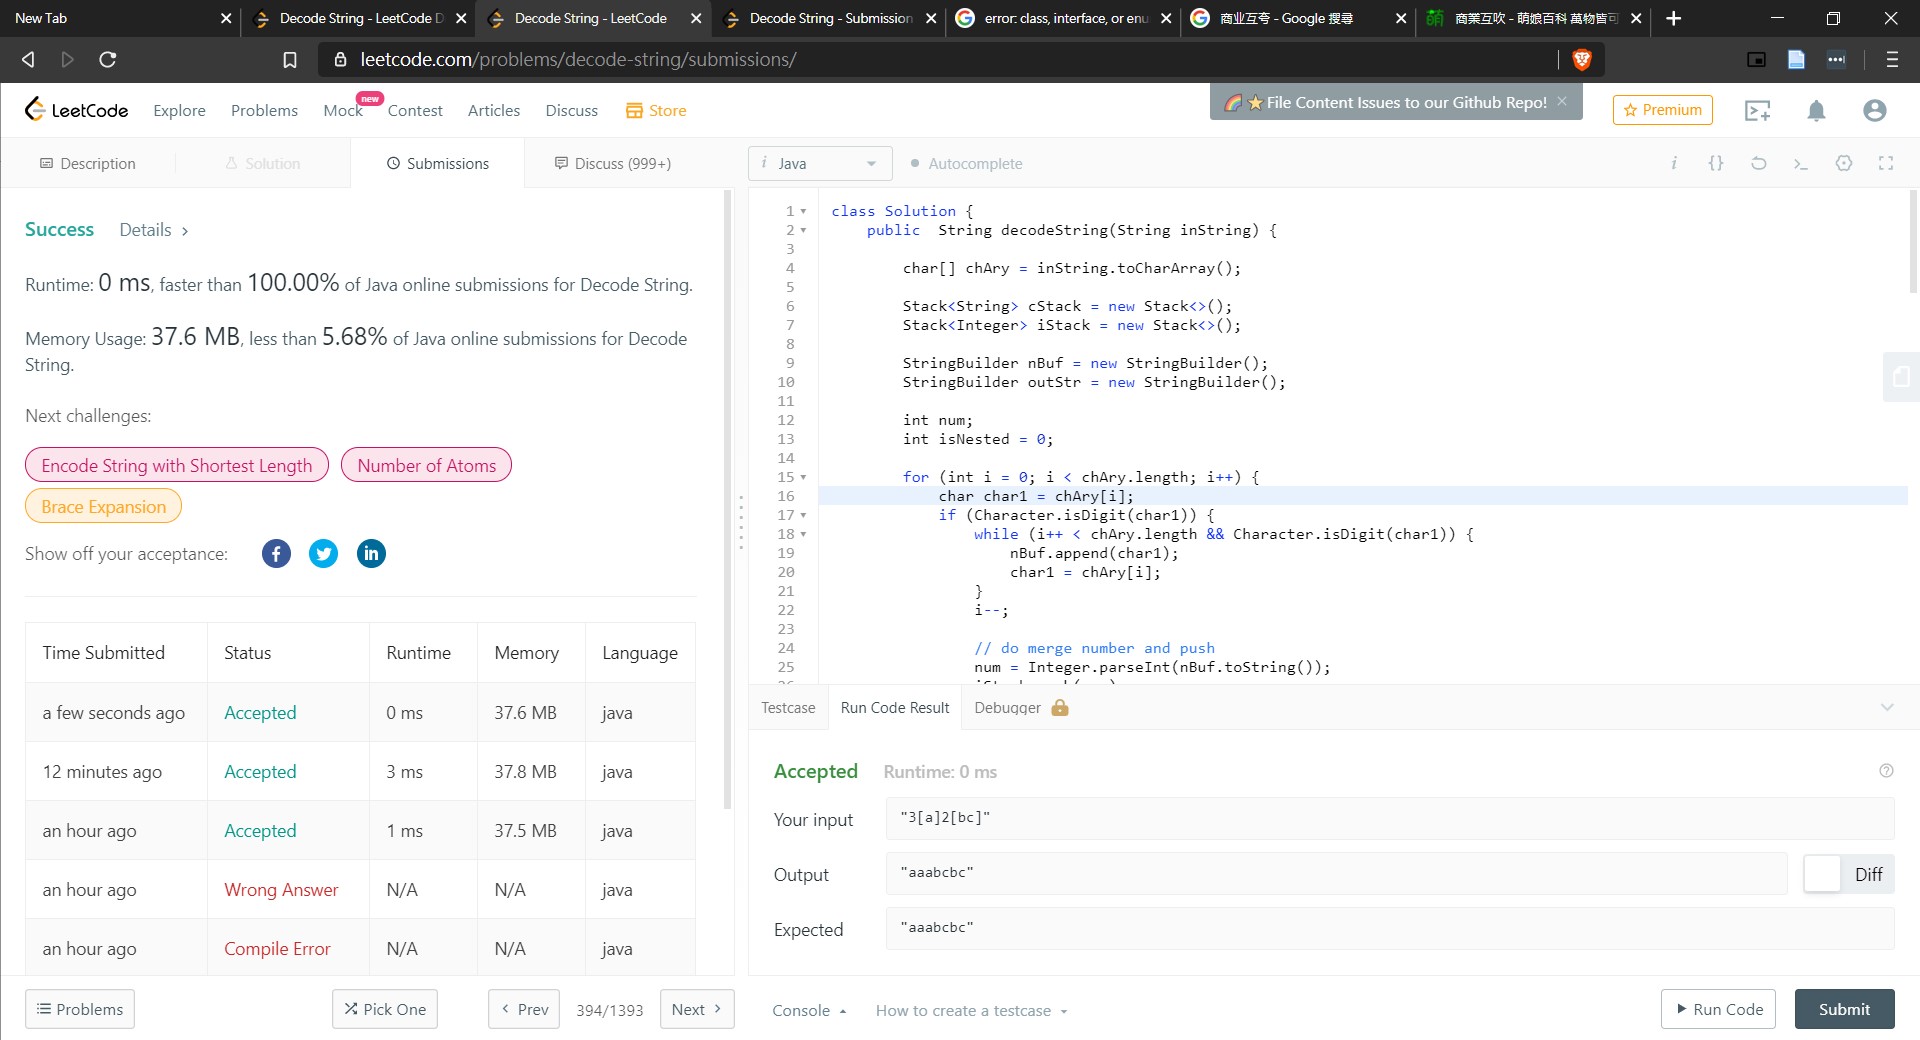 New Tab
Decode String - LeetCode D
Decode String - LeetCode
Decode String - Submission
error: class, interface, or enu
商业互夸 - Google 搜尋
商業互吹 - 萌娘百科 萬物皆可
leetcode.com/problems/decode-string/submissions/
LeetCode
Explore
Problems
Mock
new
Contest
Articles
Discuss
Store
File Content Issues to our Github Repo!
Premium
Description
Solution
Submissions
Discuss (999+)
i Java
Autocomplete
Success
Details
Runtime: 0 ms, faster than 100.00% of Java online submissions for Decode String.
Memory Usage: 37.6 MB, less than 5.68% of Java online submissions for Decode
String.
Next challenges:
Encode String with Shortest Length
Number of Atoms
Brace Expansion
Show off your acceptance:
Time Submitted Status Runtime Memory Language
a few seconds ago Accepted 0 ms 37.6 MB java
12 minutes ago Accepted 3 ms 37.8 MB java
an hour ago Accepted 1 ms 37.5 MB java
an hour ago Wrong Answer N/A N/A java
an hour ago Compile Error N/A N/A java
Problems
Pick One
Prev
394/1393
Next
1 class Solution {
2 public  String decodeString(String inString) {
3
4 char[] chAry = inString.toCharArray();
5
6 Stack<String> cStack = new Stack<>();
7 Stack<Integer> iStack = new Stack<>();
8
9 StringBuilder nBuf = new StringBuilder();
10 StringBuilder outStr = new StringBuilder();
11
12 int num;
13 int isNested = 0;
14
15 for (int i = 0; i < chAry.length; i++) {
16 char char1 = chAry[i];
17 if (Character.isDigit(char1)) {
18 while (i++ < chAry.length && Character.isDigit(char1)) {
19 nBuf.append(char1);
20 char1 = chAry[i];
21 }
22 i--;
23
24 // do merge number and push
25 num = Integer.parseInt(nBuf.toString());
Testcase
Run Code Result
Debugger
Accepted
Runtime: 0 ms
Your input
"3[a]2[bc]"
Output
"aaabcbc"
Diff
Expected
"aaabcbc"
Console
How to create a testcase
Run Code
Submit